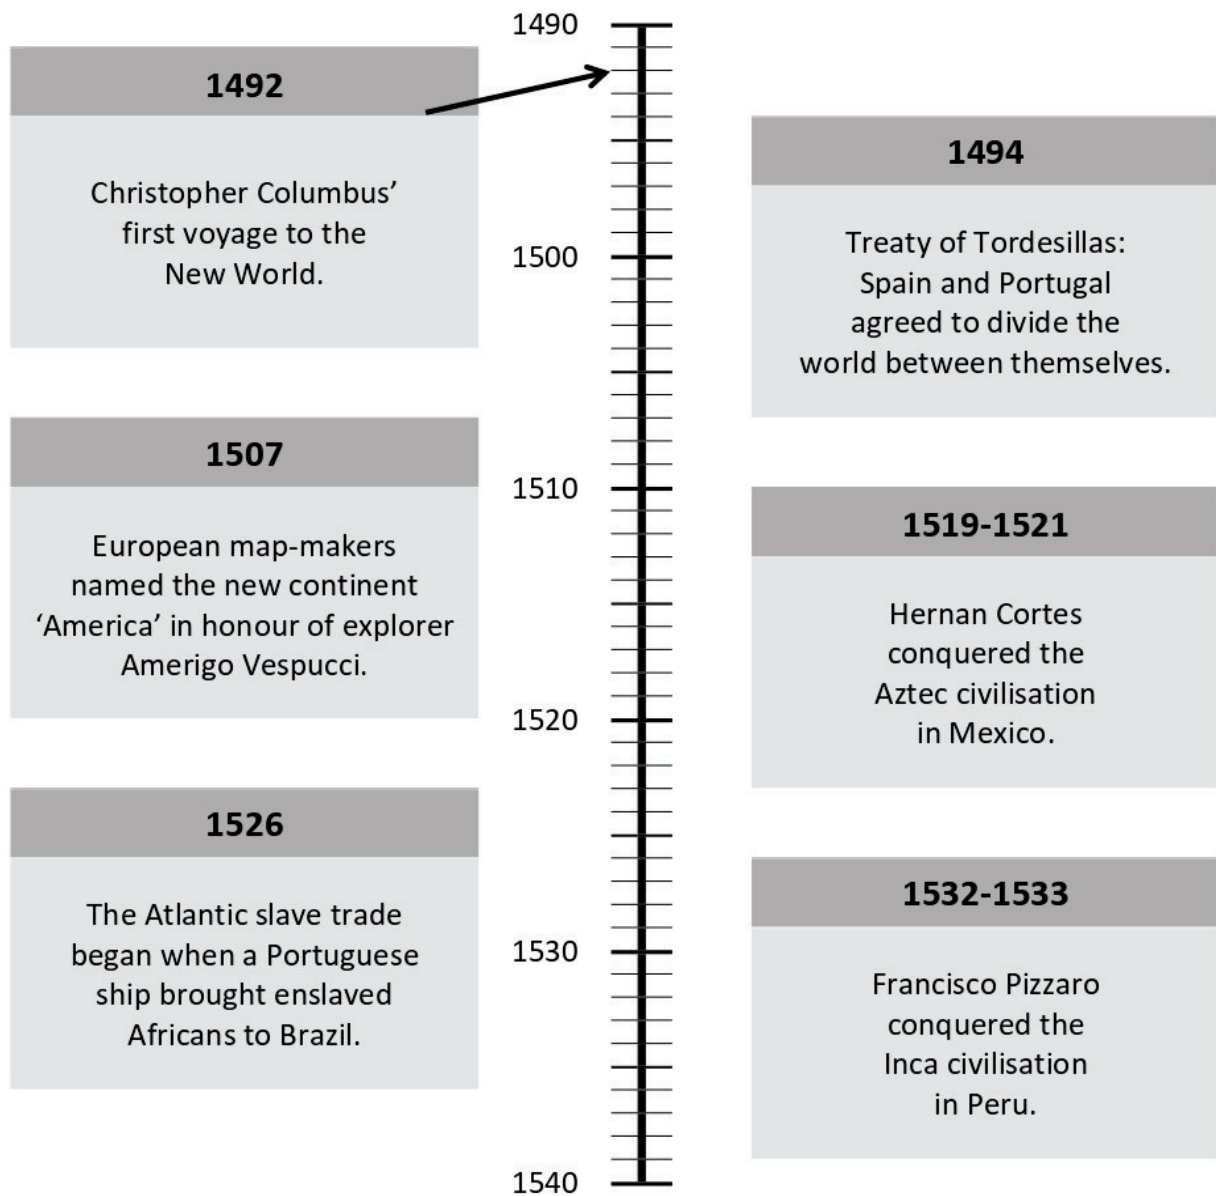 1490
1492
Christopher Columbus’
first voyage to the
New World.
1494
Treaty of Tordesillas:
Spain and Portugal
agreed to divide the
world between themselves.
1500
1507
European map-makers
named the new continent
‘America’ in honour of explorer
Amerigo Vespucci.
1510
1519-1521
Hernan Cortes
conquered the
Aztec civilisation
in Mexico.
1520
1526
The Atlantic slave trade
began when a Portuguese
ship brought enslaved
Africans to Brazil.
1530
1532-1533
Francisco Pizzaro
conquered the
Inca civilisation
in Peru.
1540